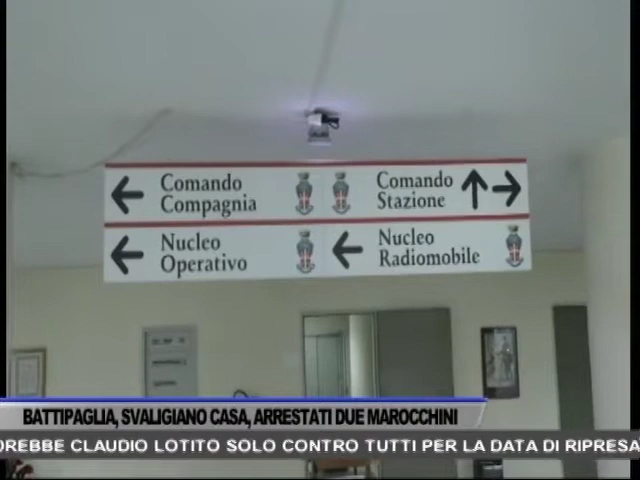 Comando
Compagnia
Comando
Stazione
Nucleo
Operativo
Nucleo
Radiomobile
BATTIPAGLIA, SVALIGIANO CASA, ARRESTATI DUE MAROCCHINI
OREBBE CLAUDIO LOTITO SOLO CONTRO TUTTI PER LA DATA DI RIPRESA